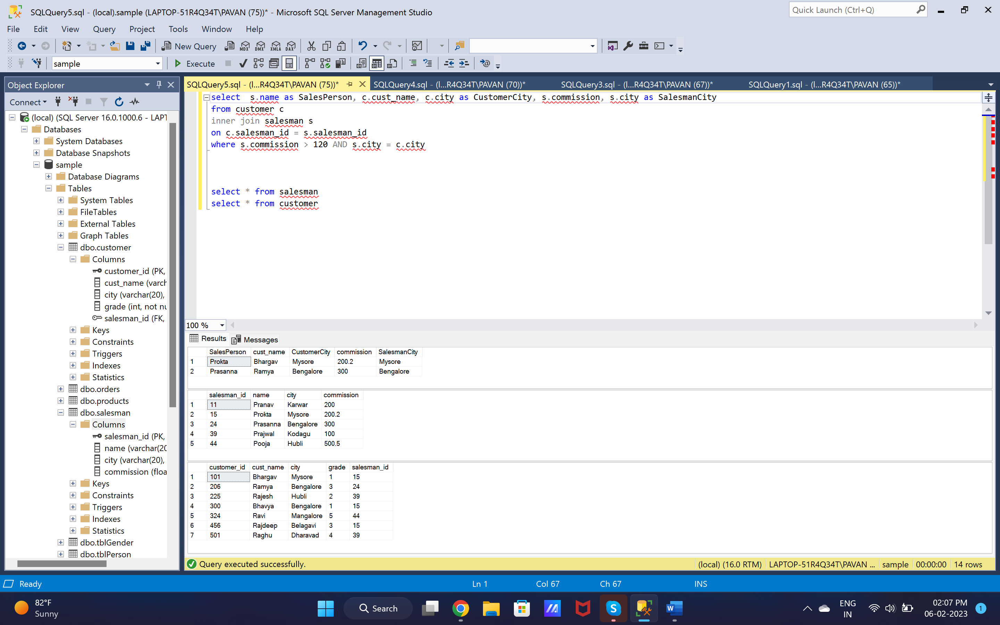 SQLQuery5.sql - (local).sample (LAPTOP-51R4Q34T\PAVAN (75))* - Microsoft SQL Server Management Studio
Quick Launch (Ctrl+Q)
File Edit View Query Project Tools Window Help
New Query MDX DMX XMLA DAX
sample Execute
Object Explorer
SQLQuery5.sql - (l...R4Q34T\PAVAN (75))* SQLQuery4.sql - (l...R4Q34T\PAVAN (70))* SQLQuery3.sql - (l...R4Q34T\PAVAN (67))* SQLQuery1.sql - (l...R4Q34T\PAVAN (65))*
Connect
(local) (SQL Server 16.0.1000.6 - LAPT
Databases
System Databases
Database Snapshots
sample
Database Diagrams
Tables
System Tables
FileTables
External Tables
Graph Tables
dbo.customer
Columns
customer_id (PK,
cust_name (varch
city (varchar(20),
grade (int, not nu
salesman_id (FK,
Keys
Constraints
Triggers
Indexes
Statistics
dbo.orders
dbo.products
dbo.salesman
Columns
salesman_id (PK,
name (varchar(20
city (varchar(20),
commission (floa
Keys
Constraints
Triggers
Indexes
Statistics
dbo.tblGender
dbo.tblPerson
select s.name as SalesPerson, c.cust_name, c.city as CustomerCity, s.commission, s.city as SalesmanCity
from customer c
inner join salesman s
on c.salesman_id = s.salesman_id
where s.commission > 120 AND s.city = c.city
select * from salesman
select * from customer
100 %
Results Messages
SalesPerson cust_name CustomerCity commission SalesmanCity
1 Prokta Bhargav Mysore 200.2 Mysore
2 Prasanna Ramya Bengalore 300 Bengalore
salesman_id name city commission
1 11 Pranav Karwar 200
2 15 Prokta Mysore 200.2
3 24 Prasanna Bengalore 300
4 39 Prajwal Kodagu 100
5 44 Pooja Hubli 500.5
customer_id cust_name city grade salesman_id
1 101 Bhargav Mysore 1 15
2 206 Ramya Bengalore 3 24
3 225 Rajesh Hubli 2 39
4 300 Bhavya Bengalore 1 15
5 324 Ravi Mangalore 5 44
6 456 Rajdeep Belagavi 3 15
7 501 Raghu Dharavad 4 39
Query executed successfully. (local) (16.0 RTM) LAPTOP-51R4Q34T\PAVAN ... sample 00:00:00 14 rows
Ready Ln 1 Col 67 Ch 67 INS
82°F
Sunny
Search
S
W
ENG
IN
02:07 PM
06-02-2023
1